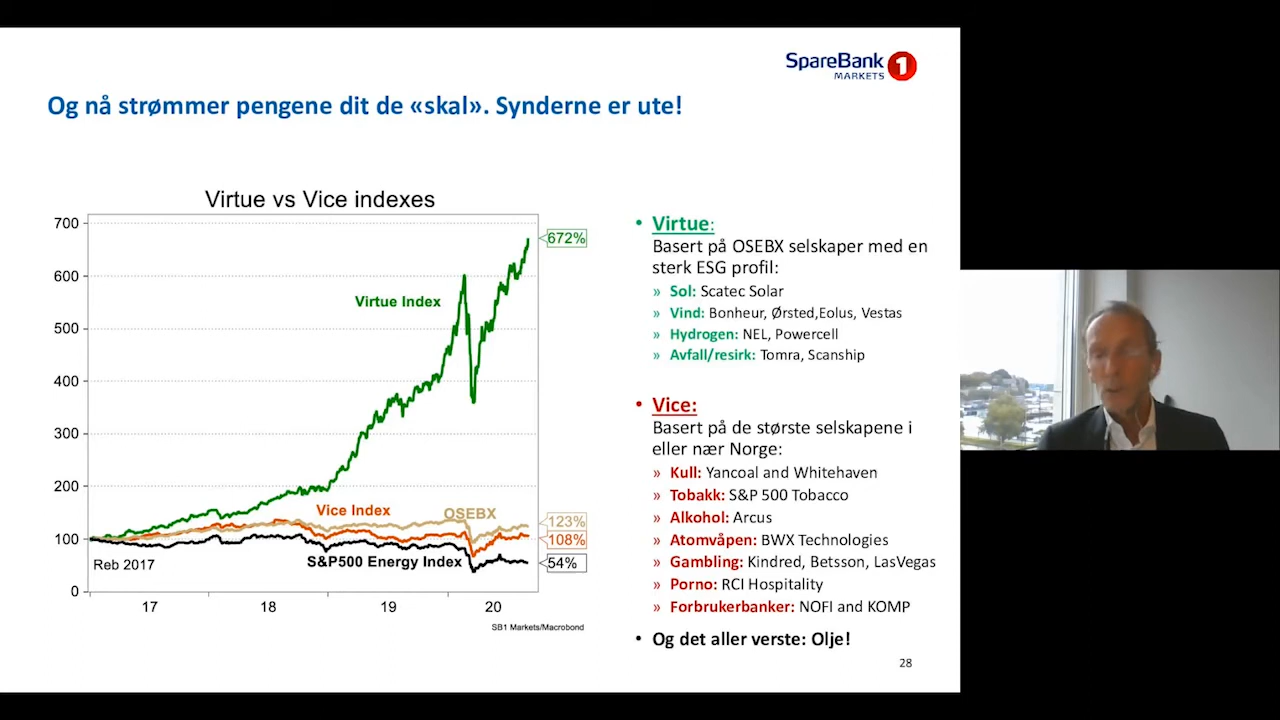 SpareBank 1
MARKETS
Og nå strømmer pengene dit de «skal». Synderne er ute!
Virtue vs Vice indexes
700
600
500
400
300
200
100
0
672%
Virtue Index
Vice Index
OSEBX
123%
108%
S&P500 Energy Index
54%
Reb 2017
17
18
19
20
SB1 Markets/Macrobond
• Virtue:
Basert på OSEBX selskaper med en
sterk ESG profil:
» Sol: Scatec Solar
» Vind: Bonheur, Ørsted,Eolus, Vestas
» Hydrogen: NEL, Powercell
» Avfall/resirk: Tomra, Scanship
• Vice:
Basert på de største selskapene i
eller nær Norge:
» Kull: Yancoal and Whitehaven
» Tobakk: S&P 500 Tobacco
» Alkohol: Arcus
» Atomvåpen: BWX Technologies
» Gambling: Kindred, Betsson, LasVegas
» Porno: RCI Hospitality
» Forbrukerbanker: NOFI and KOMP
• Og det aller verste: Olje!
28